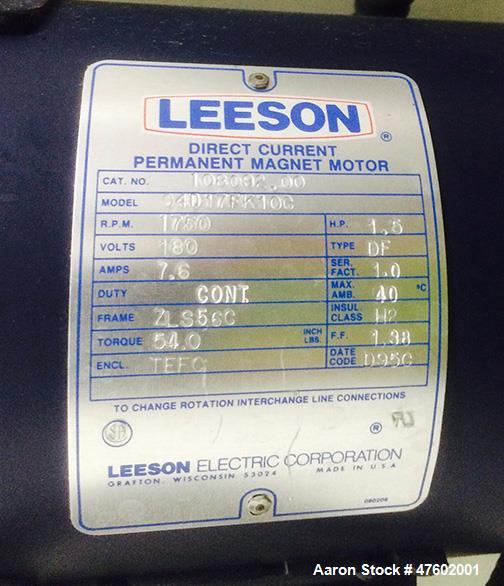 LEESON
®
DIRECT CURRENT
PERMANENT MAGNET MOTOR
CAT. NO. 108092.00
MODEL C4D17FK10C
R.P.M. 1750 H.P. 1.5
VOLTS 180 TYPE DF
AMPS 7.6 SER. FACT. 1.0
DUTY CONT MAX. AMB. 40 °C
FRAME ZLS56C INSUL CLASS H2
TORQUE 54.0 INCH LBS. F.F. 1.38
ENCL. TEFC DATE CODE D95C
TO CHANGE ROTATION INTERCHANGE LINE CONNECTIONS
®
LEESON ELECTRIC CORPORATION
GRAFTON, WISCONSIN 53024 MADE IN U.S.A.
080206
Aaron Stock # 47602001